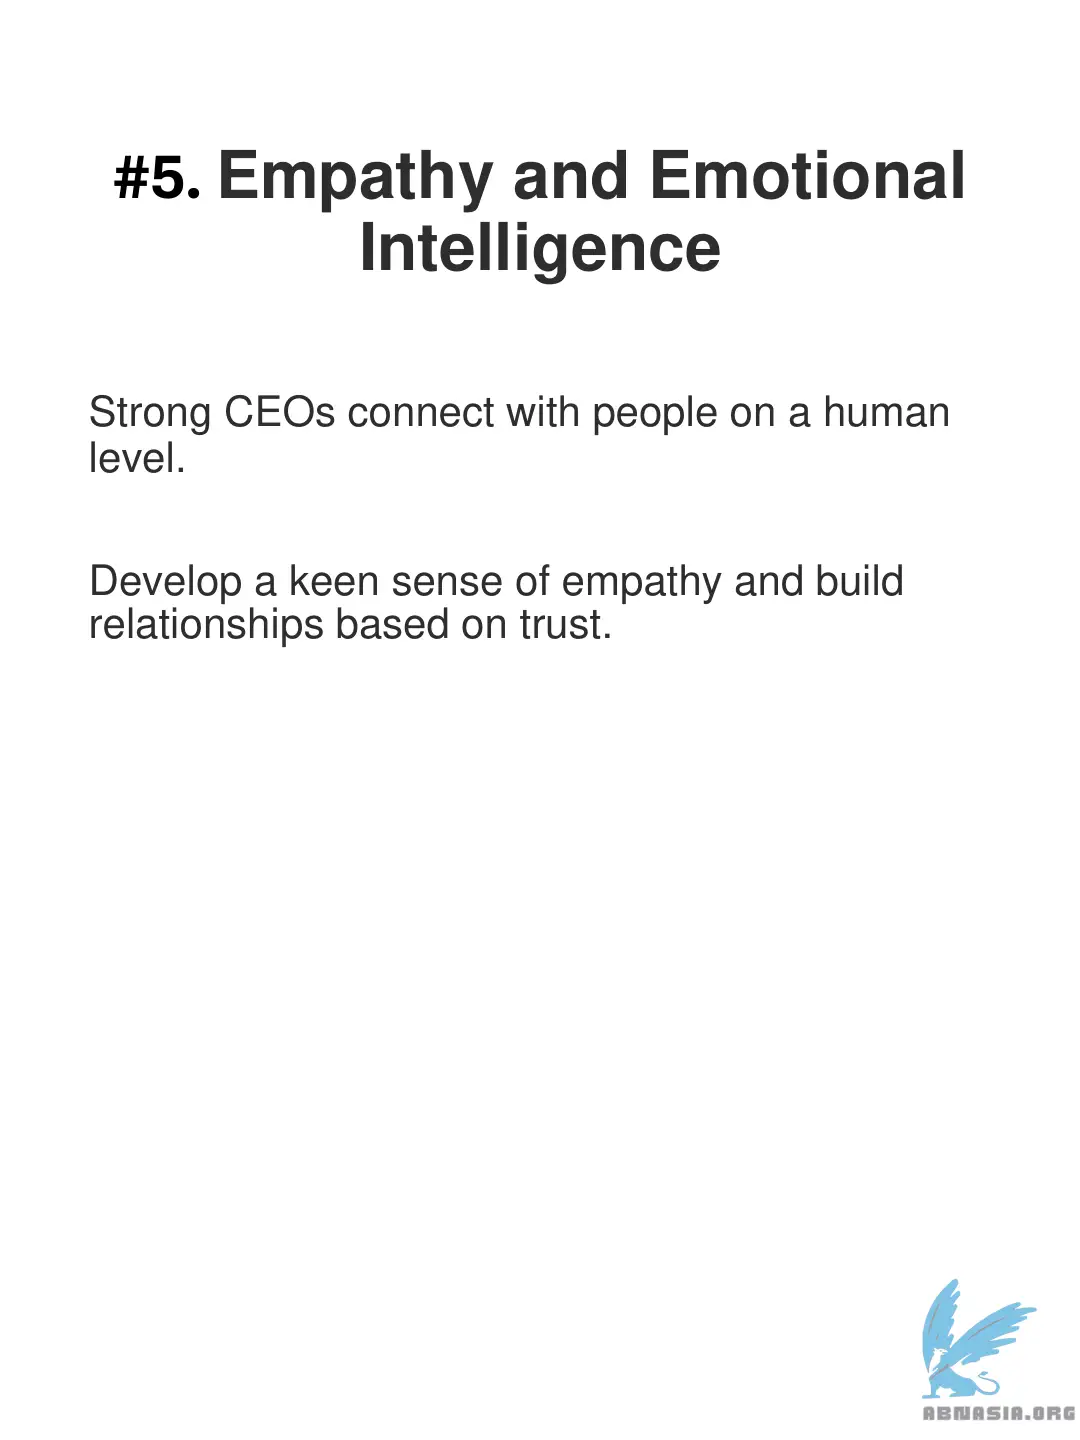 #5. Empathy and Emotional
Intelligence
Strong CEOs connect with people on a human
level.
Develop a keen sense of empathy and build
relationships based on trust.
ABNASIA.ORG